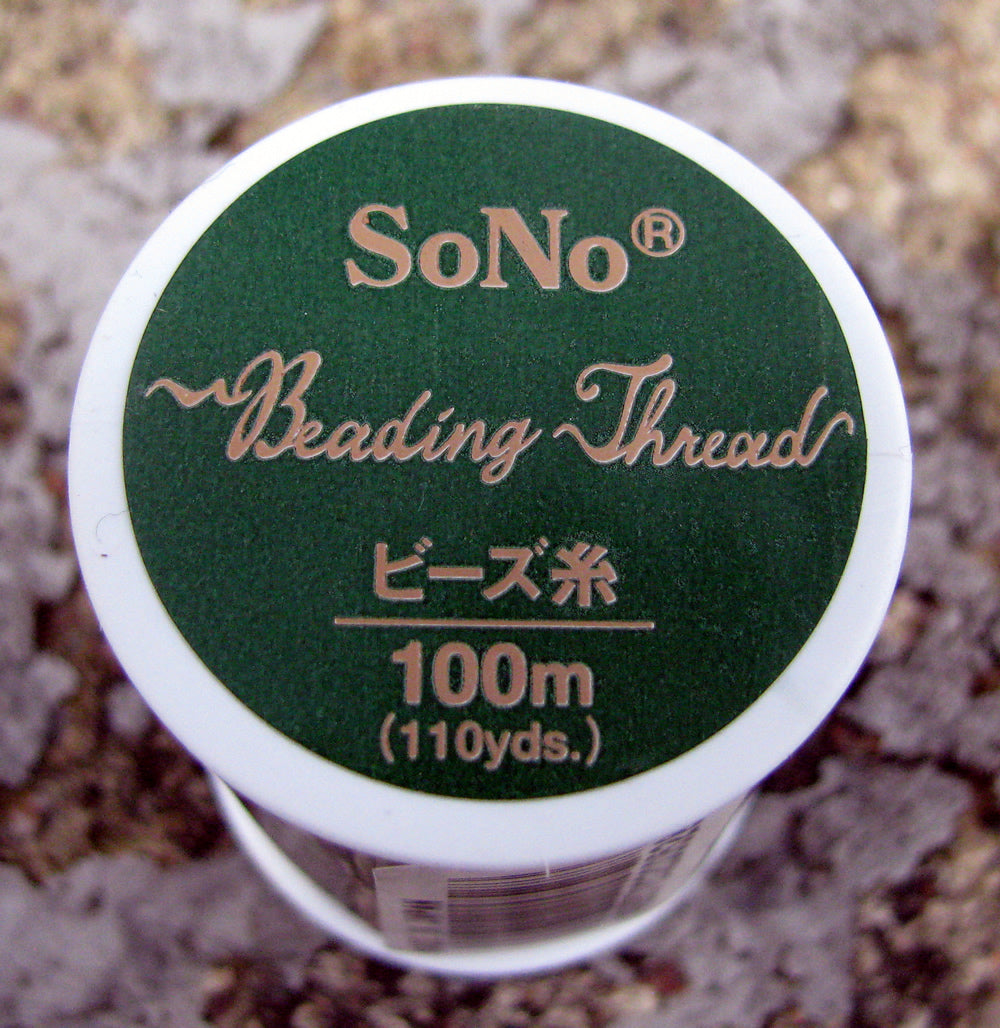 SoNo®
Beading Thread
ビーズ糸
100m
(110yds.)